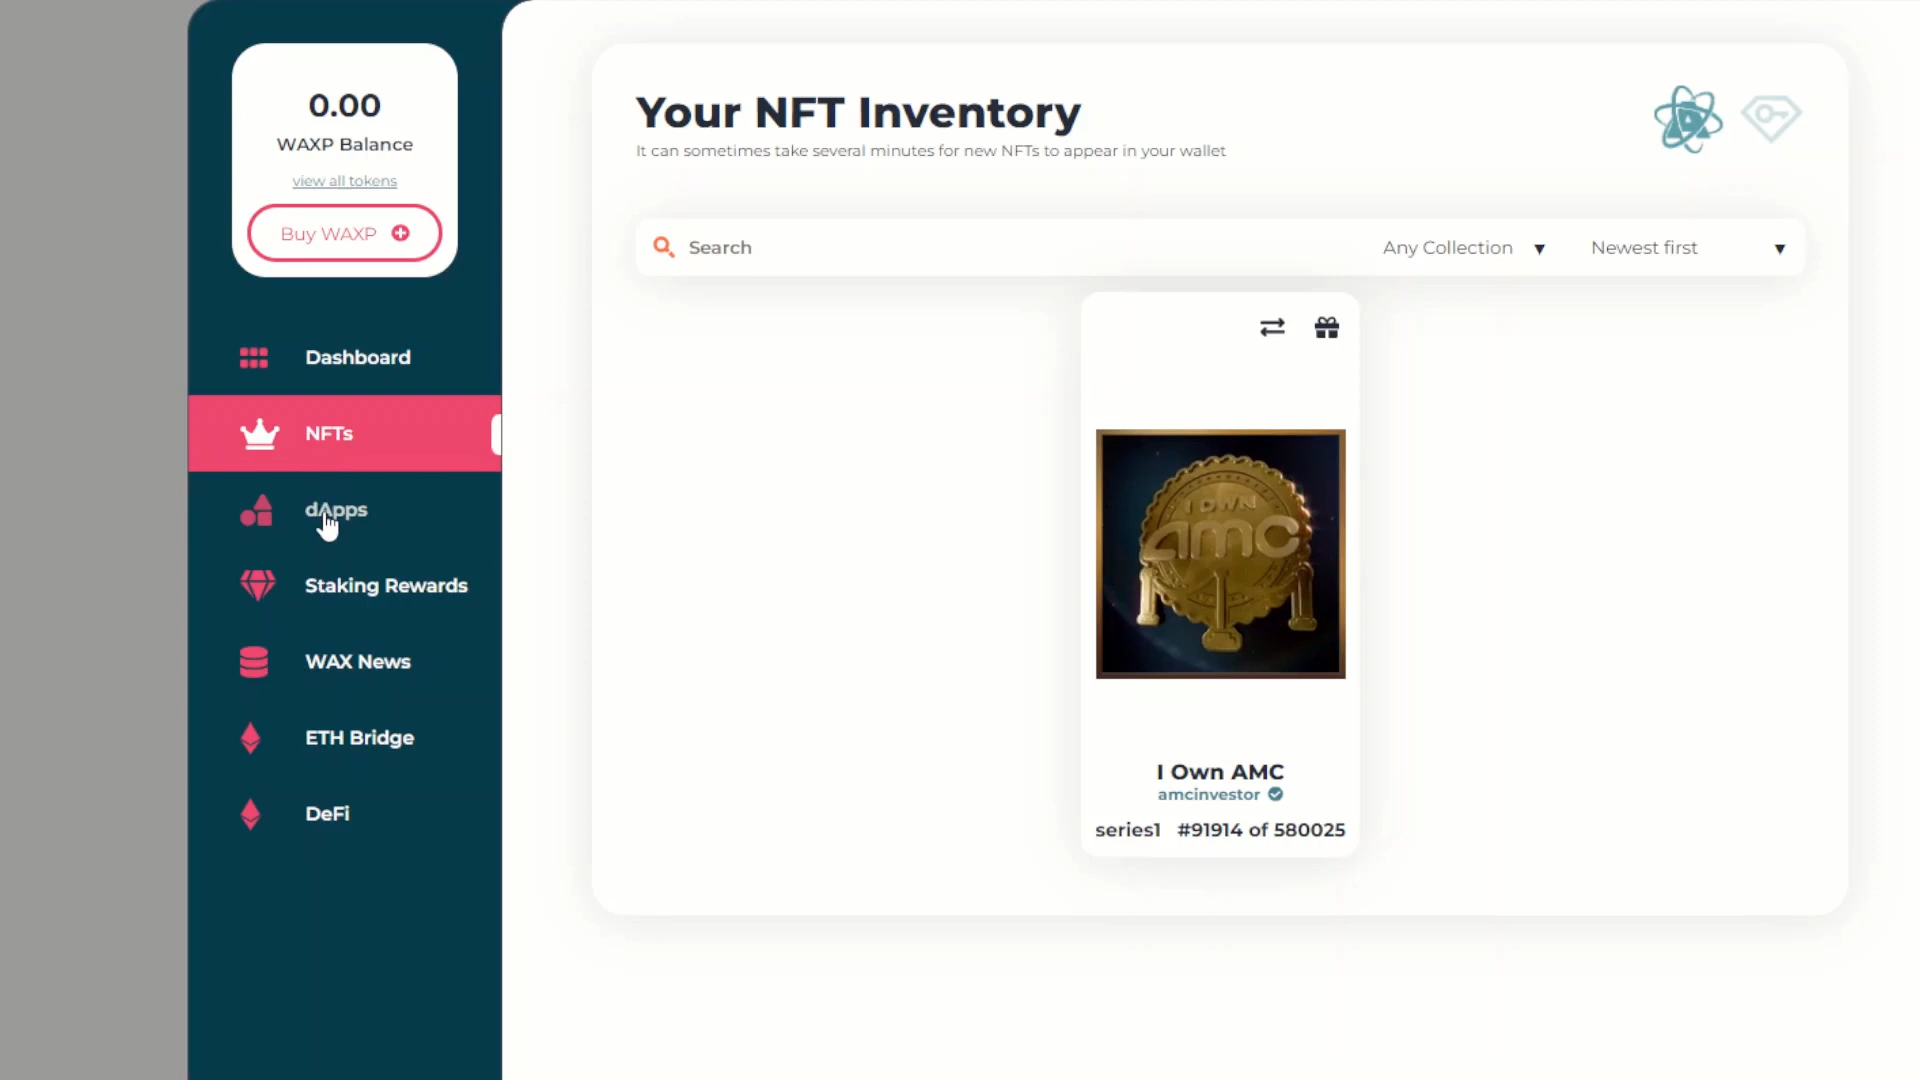 0.00
WAXP Balance
view all tokens
Buy WAXP
Dashboard
NFTs
dApps
Staking Rewards
WAX News
ETH Bridge
DeFi
Your NFT Inventory
It can sometimes take several minutes for new NFTs to appear in your wallet
Search
Any Collection
Newest first
I OWN
amc
I Own AMC
amcinvestor
series1 #91914 of 580025